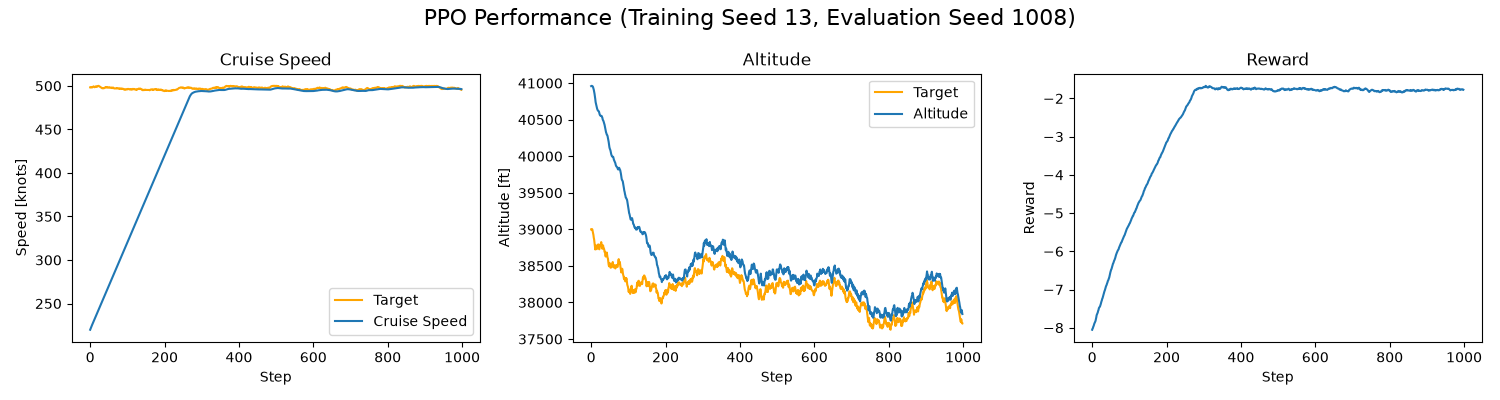 PPO Performance (Training Seed 13, Evaluation Seed 1008)
Cruise Speed
500
450
400
350
300
250
Speed [knots]
0 200 400 600 800 1000
Step
Target
Cruise Speed
Altitude
41000
40500
40000
39500
39000
38500
38000
37500
Altitude [ft]
0 200 400 600 800 1000
Step
Target
Altitude
Reward
−2
−3
−4
−5
−6
−7
−8
Reward
0 200 400 600 800 1000
Step